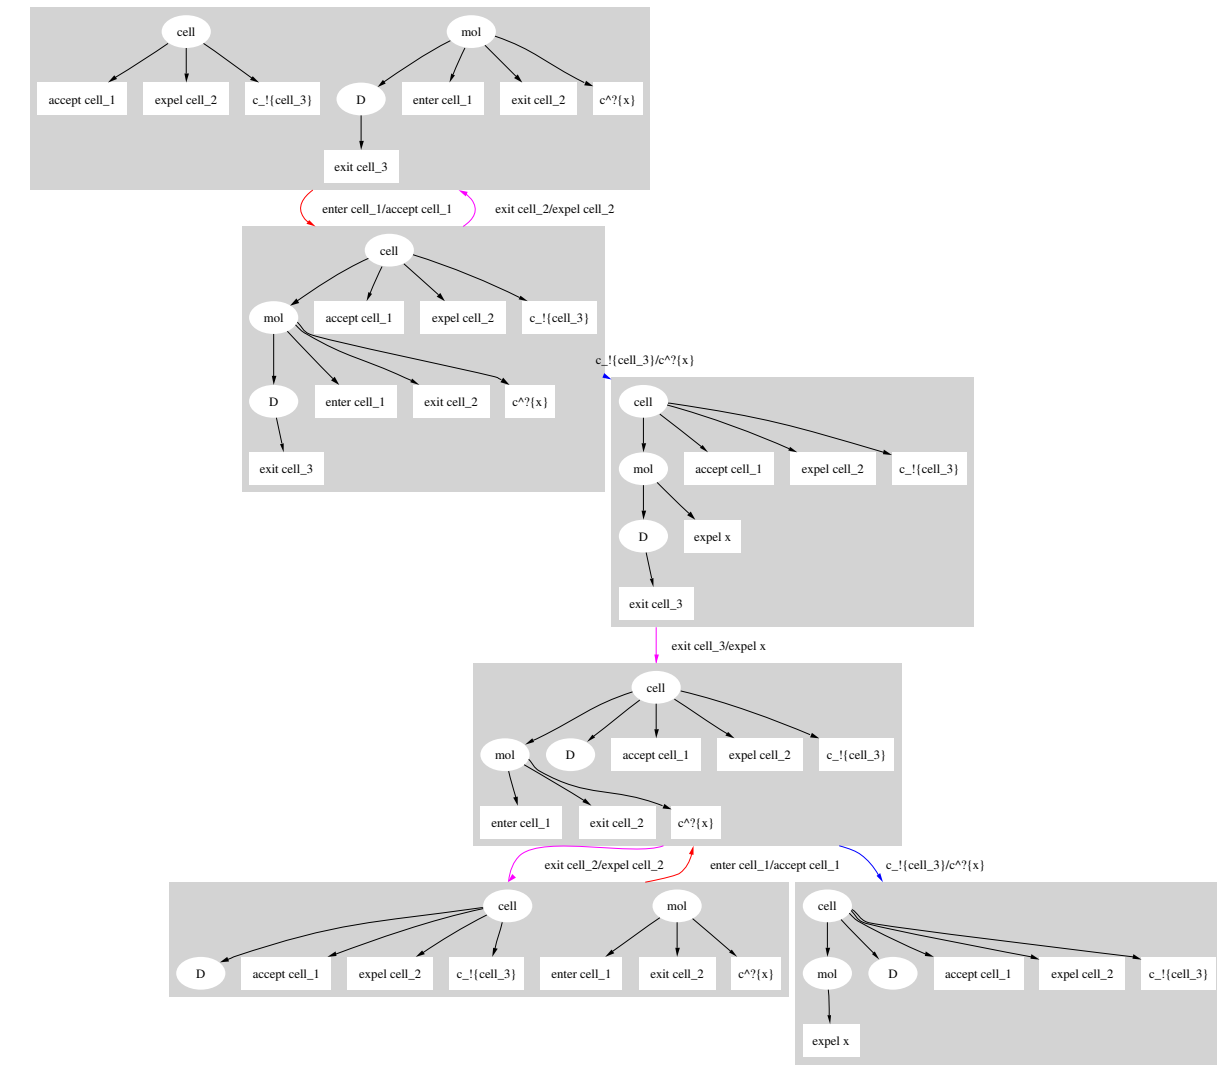 cell mol
accept cell_1 expel cell_2 c_!{cell_3} D enter cell_1 exit cell_2 c^?{x}
exit cell_3
enter cell_1/accept cell_1 exit cell_2/expel cell_2
cell
mol accept cell_1 expel cell_2 c_!{cell_3}
c_!{cell_3}/c^?{x}
D enter cell_1 exit cell_2 c^?{x}
cell
exit cell_3
mol accept cell_1 expel cell_2 c_!{cell_3}
D expel x
exit cell_3
exit cell_3/expel x
cell
mol D accept cell_1 expel cell_2 c_!{cell_3}
enter cell_1 exit cell_2 c^?{x}
exit cell_2/expel cell_2 enter cell_1/accept cell_1 c_!{cell_3}/c^?{x}
cell mol cell
D accept cell_1 expel cell_2 c_!{cell_3} enter cell_1 exit cell_2 c^?{x} mol D accept cell_1 expel cell_2 c_!{cell_3}
expel x